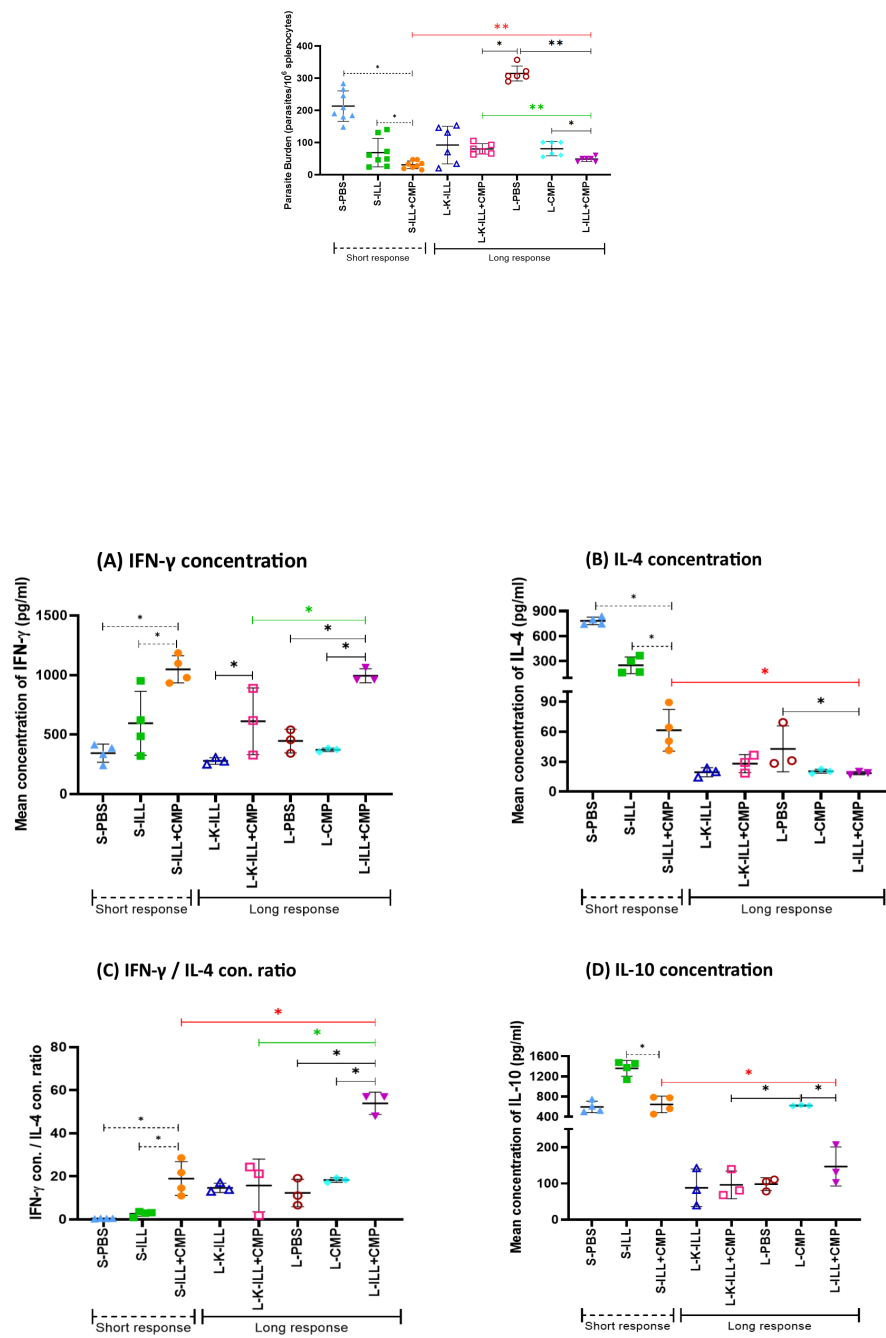 **
* **
400
*
300
**
200
* *
100
0
Parasite Burden (parasites/10⁶ splenocytes)
S-PBS
S-ILL
S-ILL+CMP
L-K-ILL
L-K-ILL+CMP
L-PBS
L-CMP
L-ILL+CMP
Short response Long response
(A) IFN-γ concentration
Mean concentration of IFN-γ (pg/ml)
1500
1000
500
0
* *
* * * *
S-PBS
S-ILL
S-ILL+CMP
L-K-ILL
L-K-ILL+CMP
L-PBS
L-CMP
L-ILL+CMP
Short response Long response
(B) IL-4 concentration
Mean concentration of IL-4 (pg/ml)
900
600
300
90
60
30
0
*
*
*
*
S-PBS
S-ILL
S-ILL+CMP
L-K-ILL
L-K-ILL+CMP
L-PBS
L-CMP
L-ILL+CMP
Short response Long response
(C) IFN-γ / IL-4 con. ratio
IFN-γ con. / IL-4 con. ratio
80
60
40
20
0
*
*
*
*
*
*
S-PBS
S-ILL
S-ILL+CMP
L-K-ILL
L-K-ILL+CMP
L-PBS
L-CMP
L-ILL+CMP
Short response Long response
(D) IL-10 concentration
Mean concentration of IL-10 (pg/ml)
1600
1200
800
400
200
100
0
*
*
* *
S-PBS
S-ILL
S-ILL+CMP
L-K-ILL
L-K-ILL+CMP
L-PBS
L-CMP
L-ILL+CMP
Short response Long response